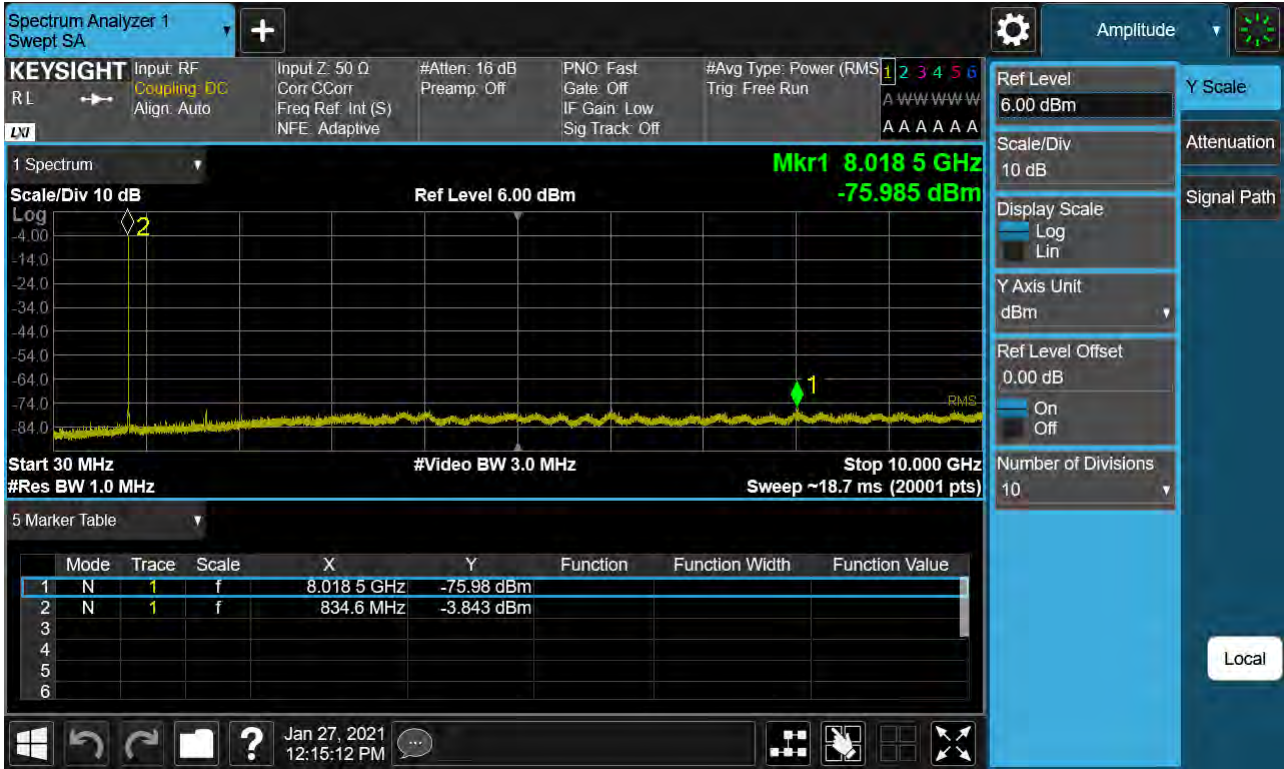 Spectrum Analyzer 1
Swept SA
Amplitude
KEYSIGHT
R L
LXI
Input: RF
Coupling: DC
Align: Auto
Input Z: 50 Ω
Corr CCorr
Freq Ref: Int (S)
NFE: Adaptive
#Atten: 16 dB
Preamp: Off
PNO: Fast
Gate: Off
IF Gain: Low
Sig Track: Off
#Avg Type: Power (RMS
Trig: Free Run
1 2 3 4 5 6
A W W W W W
A A A A A A
1 Spectrum
Mkr1 8.018 5 GHz
-75.985 dBm
Scale/Div 10 dB
Ref Level 6.00 dBm
Log
-4.00
-14.0
-24.0
-34.0
-44.0
-54.0
-64.0
-74.0
-84.0
2
1
RMS
Start 30 MHz
#Video BW 3.0 MHz
Stop 10.000 GHz
#Res BW 1.0 MHz
Sweep ~18.7 ms (20001 pts)
5 Marker Table
Mode Trace Scale X Y Function Function Width Function Value
1 N 1 f 8.018 5 GHz -75.98 dBm
2 N 1 f 834.6 MHz -3.843 dBm
3
4
5
6
Ref Level
6.00 dBm
Scale/Div
10 dB
Display Scale
Log
Lin
Y Axis Unit
dBm
Ref Level Offset
0.00 dB
On
Off
Number of Divisions
10
Y Scale
Attenuation
Signal Path
Local
?
Jan 27, 2021
12:15:12 PM